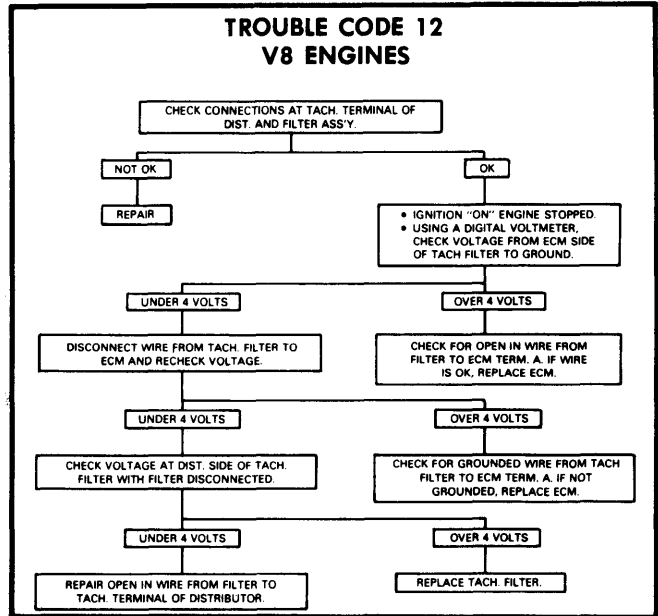 TROUBLE CODE 12
V8 ENGINES
CHECK CONNECTIONS AT TACH. TERMINAL OF
DIST. AND FILTER ASS'Y.
NOT OK
OK
REPAIR
• IGNITION "ON" ENGINE STOPPED.
• USING A DIGITAL VOLTMETER,
CHECK VOLTAGE FROM ECM SIDE
OF TACH FILTER TO GROUND.
UNDER 4 VOLTS
OVER 4 VOLTS
DISCONNECT WIRE FROM TACH. FILTER TO
ECM AND RECHECK VOLTAGE.
CHECK FOR OPEN IN WIRE FROM
FILTER TO ECM TERM. A. IF WIRE
IS OK, REPLACE ECM.
UNDER 4 VOLTS
OVER 4 VOLTS
CHECK VOLTAGE AT DIST. SIDE OF TACH.
FILTER WITH FILTER DISCONNECTED.
CHECK FOR GROUNDED WIRE FROM TACH
FILTER TO ECM TERM. A. IF NOT
GROUNDED, REPLACE ECM.
UNDER 4 VOLTS
OVER 4 VOLTS
REPAIR OPEN IN WIRE FROM FILTER TO
TACH. TERMINAL OF DISTRIBUTOR.
REPLACE TACH. FILTER.